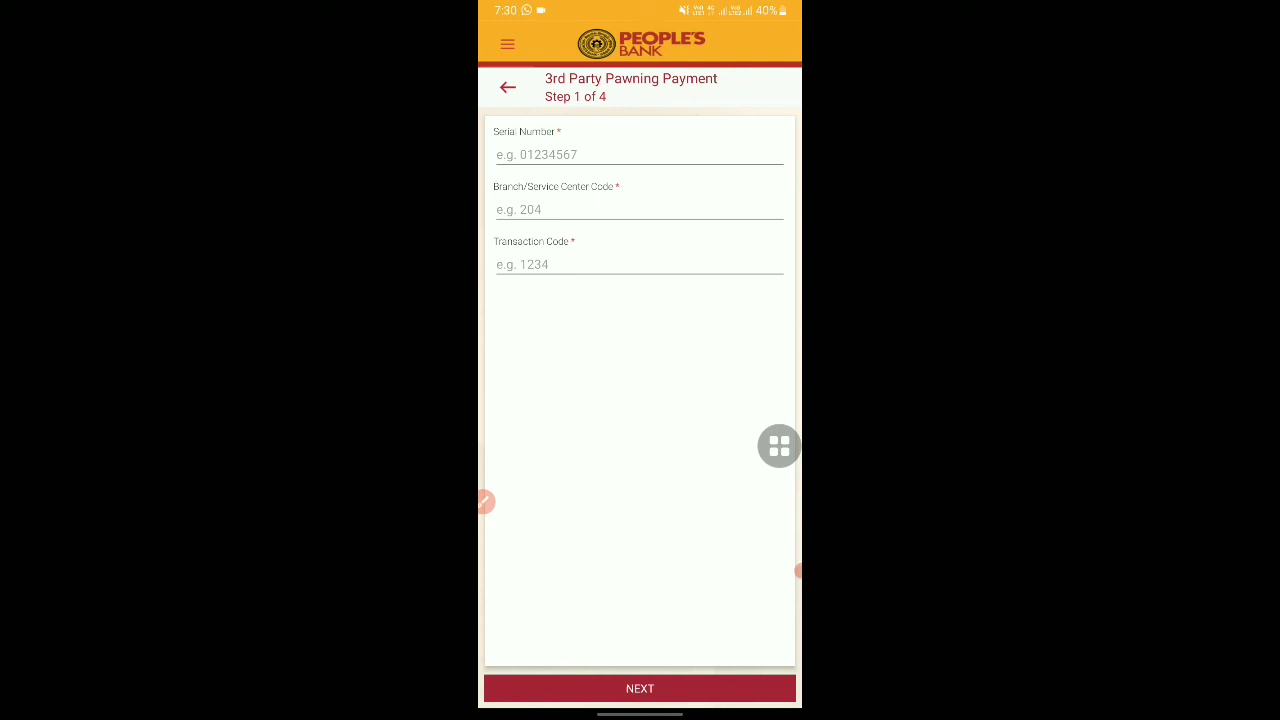 7:30
40%
PEOPLE'S
BANK
3rd Party Pawning Payment
Step 1 of 4
Serial Number *
e.g. 01234567
Branch/Service Center Code *
e.g. 204
Transaction Code *
e.g. 1234
NEXT